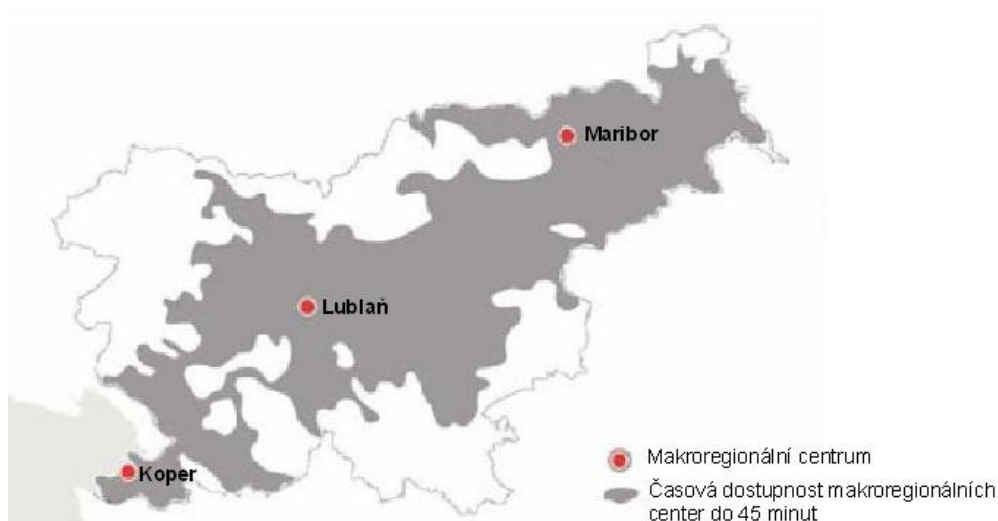 Maribor
Lublaň
Koper
Makroregionální centrum
Časová dostupnost makroregionálních
center do 45 minut